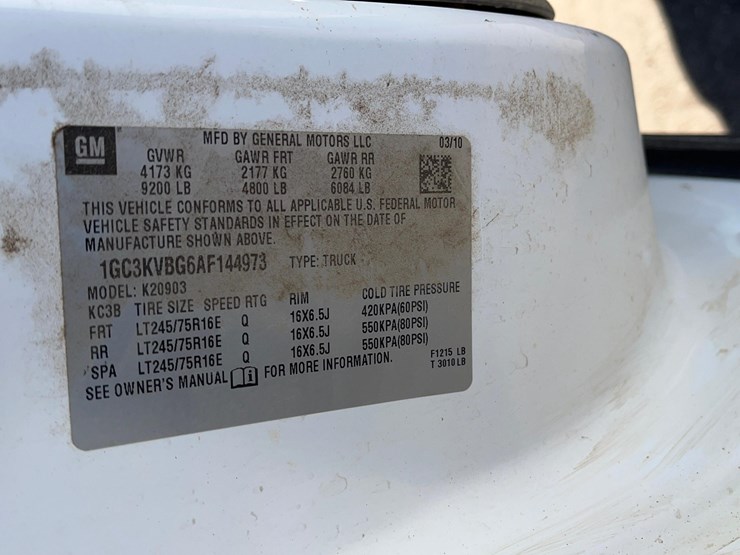 GM
MFD BY GENERAL MOTORS LLC 03/10
GVWR GAWR FRT GAWR RR
4173 KG 2177 KG 2760 KG
9200 LB 4800 LB 6084 LB
THIS VEHICLE CONFORMS TO ALL APPLICABLE U.S. FEDERAL MOTOR
VEHICLE SAFETY STANDARDS IN EFFECT ON THE DATE OF
MANUFACTURE SHOWN ABOVE.
1GC3KVBG6AF144973 TYPE: TRUCK
MODEL: K20903
KC3B TIRE SIZE SPEED RTG RIM COLD TIRE PRESSURE
FRT LT245/75R16E Q 16X6.5J 420KPA(60PSI)
RR LT245/75R16E Q 16X6.5J 550KPA(80PSI)
SPA LT245/75R16E Q 16X6.5J 550KPA(80PSI)
SEE OWNER'S MANUAL FOR MORE INFORMATION.
F1215 LB
T 3010 LB